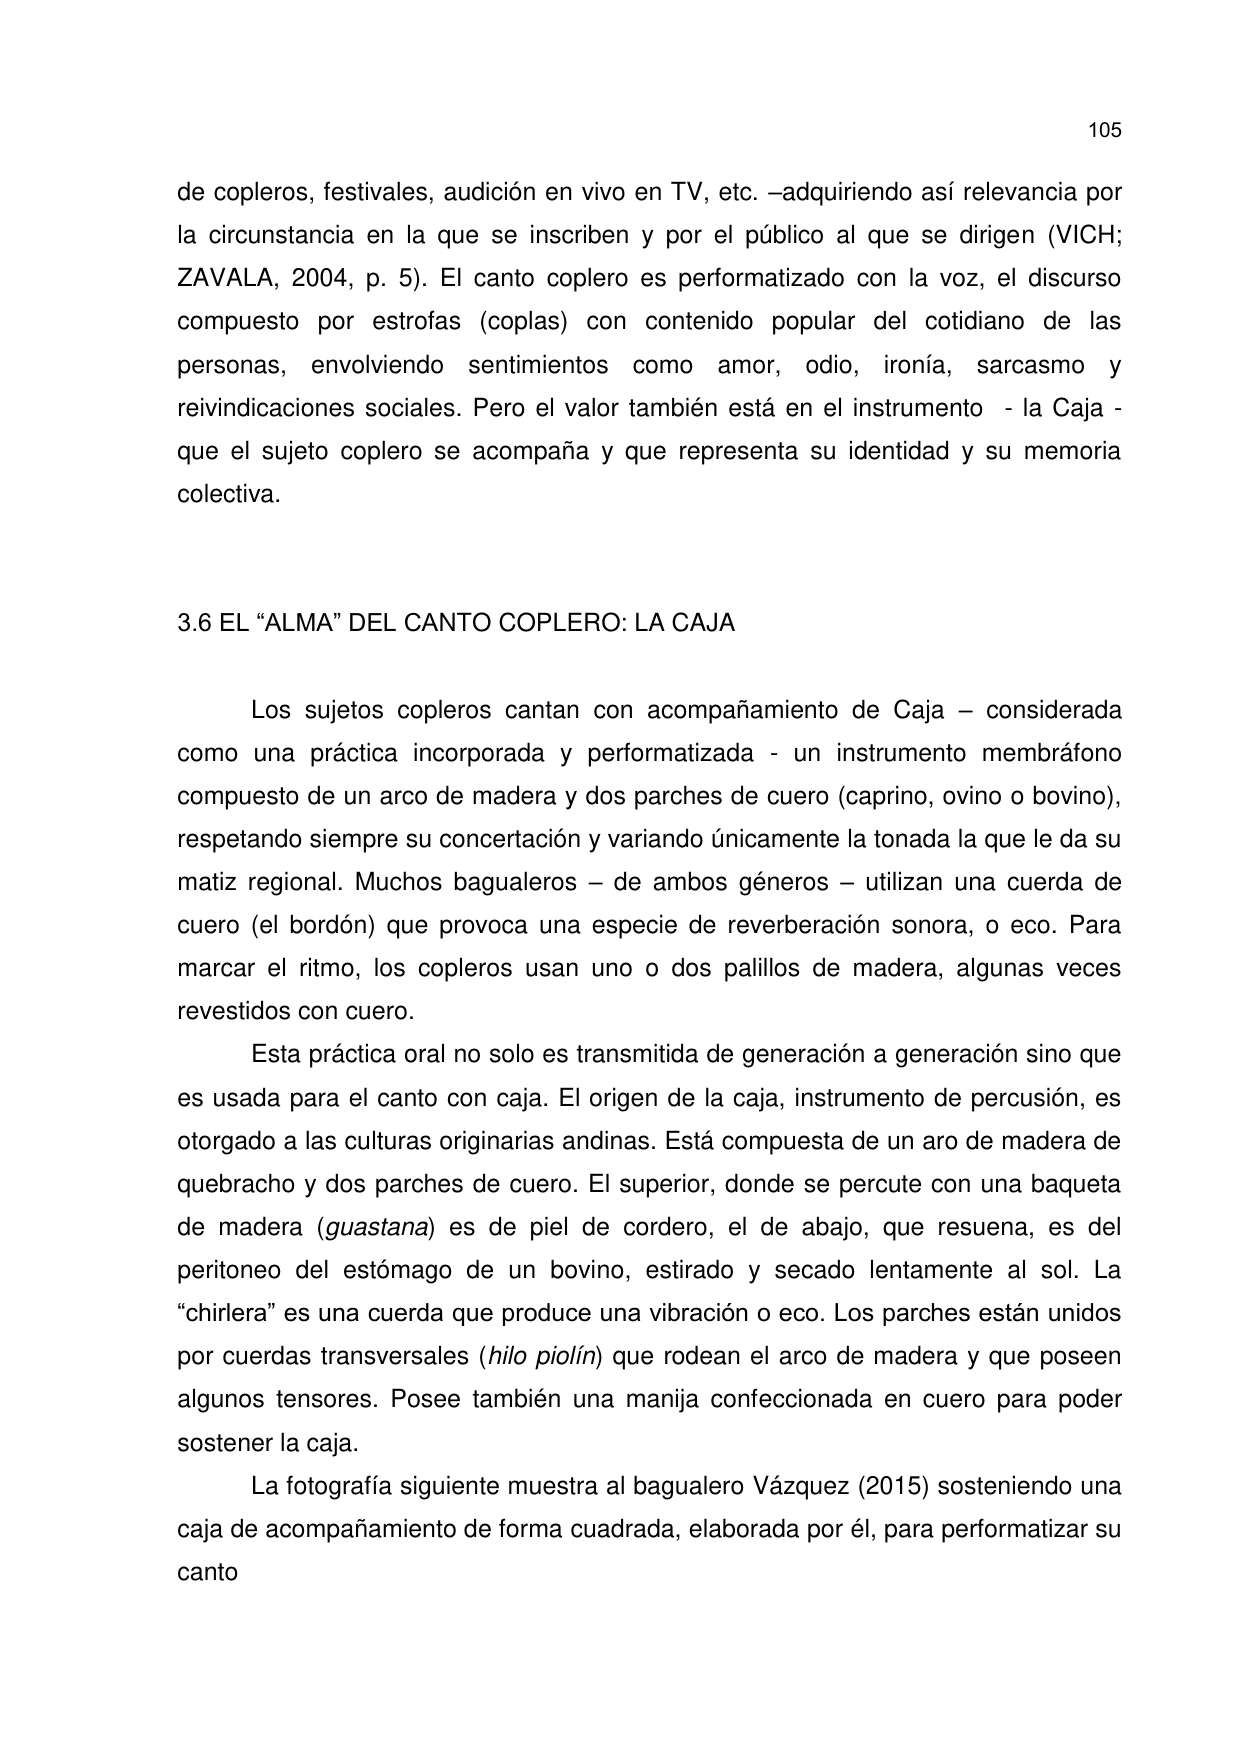 105
de copleros, festivales, audición en vivo en TV, etc. –adquiriendo así relevancia por
la circunstancia en la que se inscriben y por el público al que se dirigen (VICH;
ZAVALA, 2004, p. 5). El canto coplero es performatizado con la voz, el discurso
compuesto por estrofas (coplas) con contenido popular del cotidiano de las
personas, envolviendo sentimientos como amor, odio, ironía, sarcasmo y
reivindicaciones sociales. Pero el valor también está en el instrumento - la Caja -
que el sujeto coplero se acompaña y que representa su identidad y su memoria
colectiva.
3.6 EL “ALMA” DEL CANTO COPLERO: LA CAJA
Los sujetos copleros cantan con acompañamiento de Caja – considerada
como una práctica incorporada y performatizada - un instrumento membráfono
compuesto de un arco de madera y dos parches de cuero (caprino, ovino o bovino),
respetando siempre su concertación y variando únicamente la tonada la que le da su
matiz regional. Muchos bagualeros – de ambos géneros – utilizan una cuerda de
cuero (el bordón) que provoca una especie de reverberación sonora, o eco. Para
marcar el ritmo, los copleros usan uno o dos palillos de madera, algunas veces
revestidos con cuero.
Esta práctica oral no solo es transmitida de generación a generación sino que
es usada para el canto con caja. El origen de la caja, instrumento de percusión, es
otorgado a las culturas originarias andinas. Está compuesta de un aro de madera de
quebracho y dos parches de cuero. El superior, donde se percute con una baqueta
de madera (guastana) es de piel de cordero, el de abajo, que resuena, es del
peritoneo del estómago de un bovino, estirado y secado lentamente al sol. La
“chirlera” es una cuerda que produce una vibración o eco. Los parches están unidos
por cuerdas transversales (hilo piolín) que rodean el arco de madera y que poseen
algunos tensores. Posee también una manija confeccionada en cuero para poder
sostener la caja.
La fotografía siguiente muestra al bagualero Vázquez (2015) sosteniendo una
caja de acompañamiento de forma cuadrada, elaborada por él, para performatizar su
canto